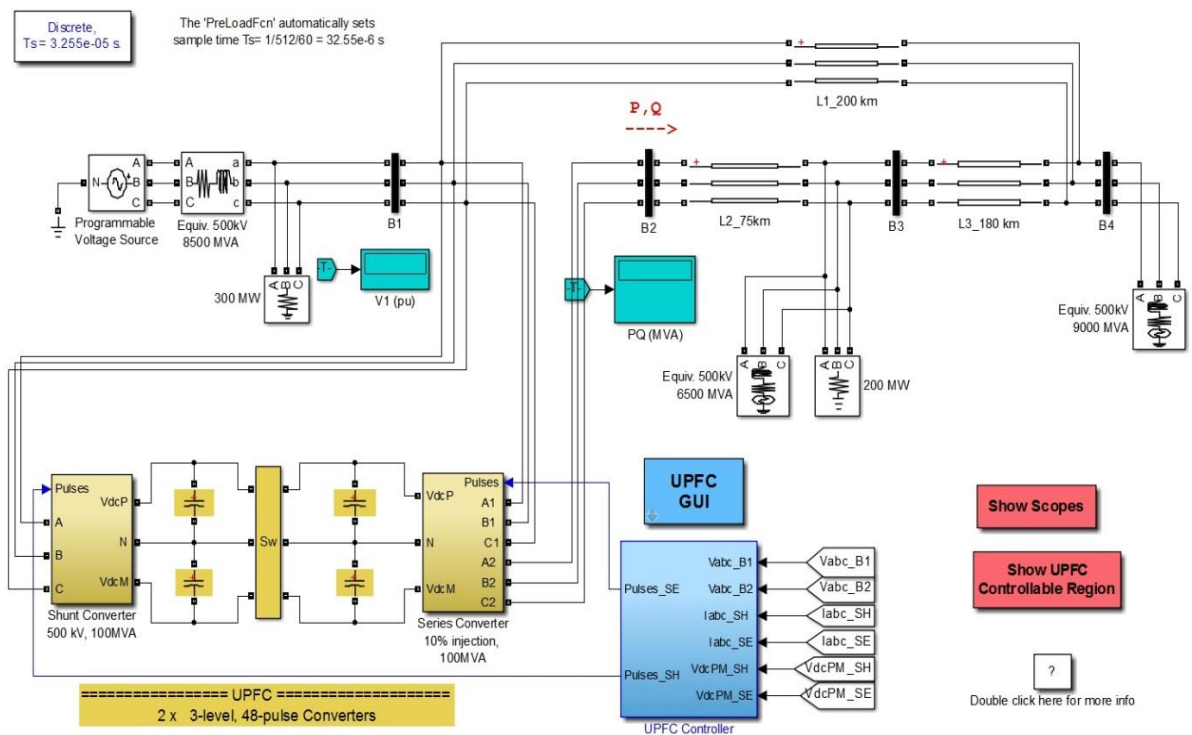 Discrete,
Ts = 3.255e-05 s.
The 'PreLoadFcn' automatically sets
sample time Ts= 1/512/60 = 32.55e-6 s
+
L1_200 km
P,Q
---->
N
A
B
C
Programmable
Voltage Source
A
B
C
a
b
c
Equiv. 500kV
8500 MVA
B1
B2
+
L2_75km
B3
+
L3_180 km
B4
A B C
300 MW
-T-
V1 (pu)
-T-
PQ (MVA)
A B C
Equiv. 500kV
6500 MVA
A B C
200 MW
A B C
Equiv. 500kV
9000 MVA
Pulses
A
B
C
VdcP
N
VdcM
Shunt Converter
500 kV, 100MVA
+
+
Sw
+
+
VdcP
N
VdcM
Pulses
A1
B1
C1
A2
B2
C2
Series Converter
10% injection,
100MVA
UPFC
GUI
Pulses_SE
Pulses_SH
Vabc_B1
Vabc_B2
Iabc_SH
Iabc_SE
VdcPM_SH
VdcPM_SE
Vabc_B1
Vabc_B2
Iabc_SH
Iabc_SE
VdcPM_SH
VdcPM_SE
UPFC Controller
Show Scopes
Show UPFC
Controllable Region
?
Double click here for more info
================= UPFC ====================
2 x 3-level, 48-pulse Converters